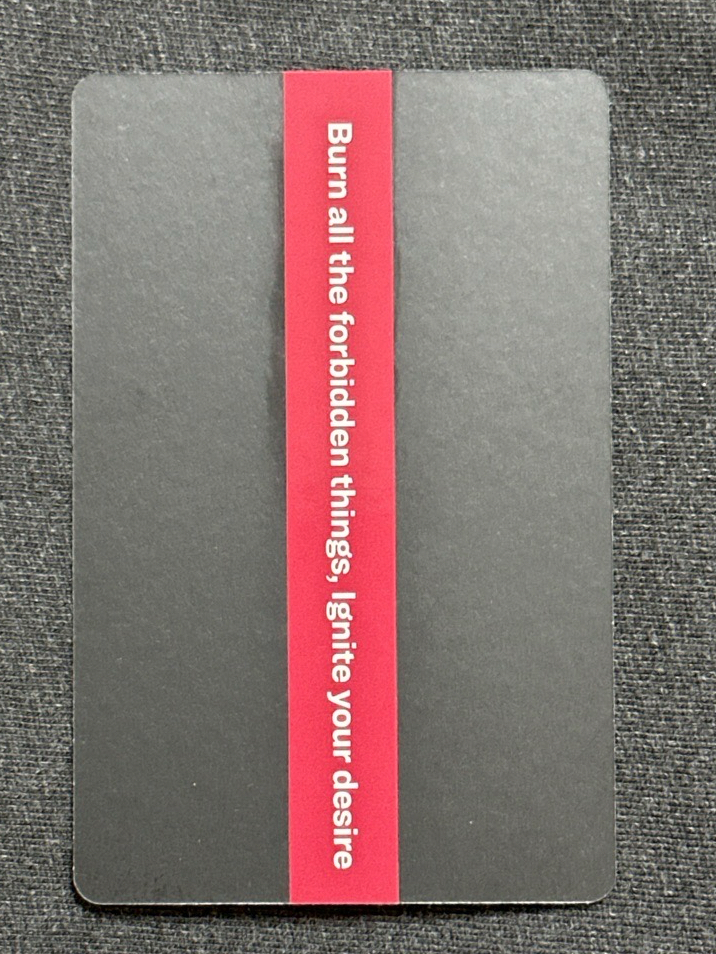 Burn all the forbidden things, Ignite your desire